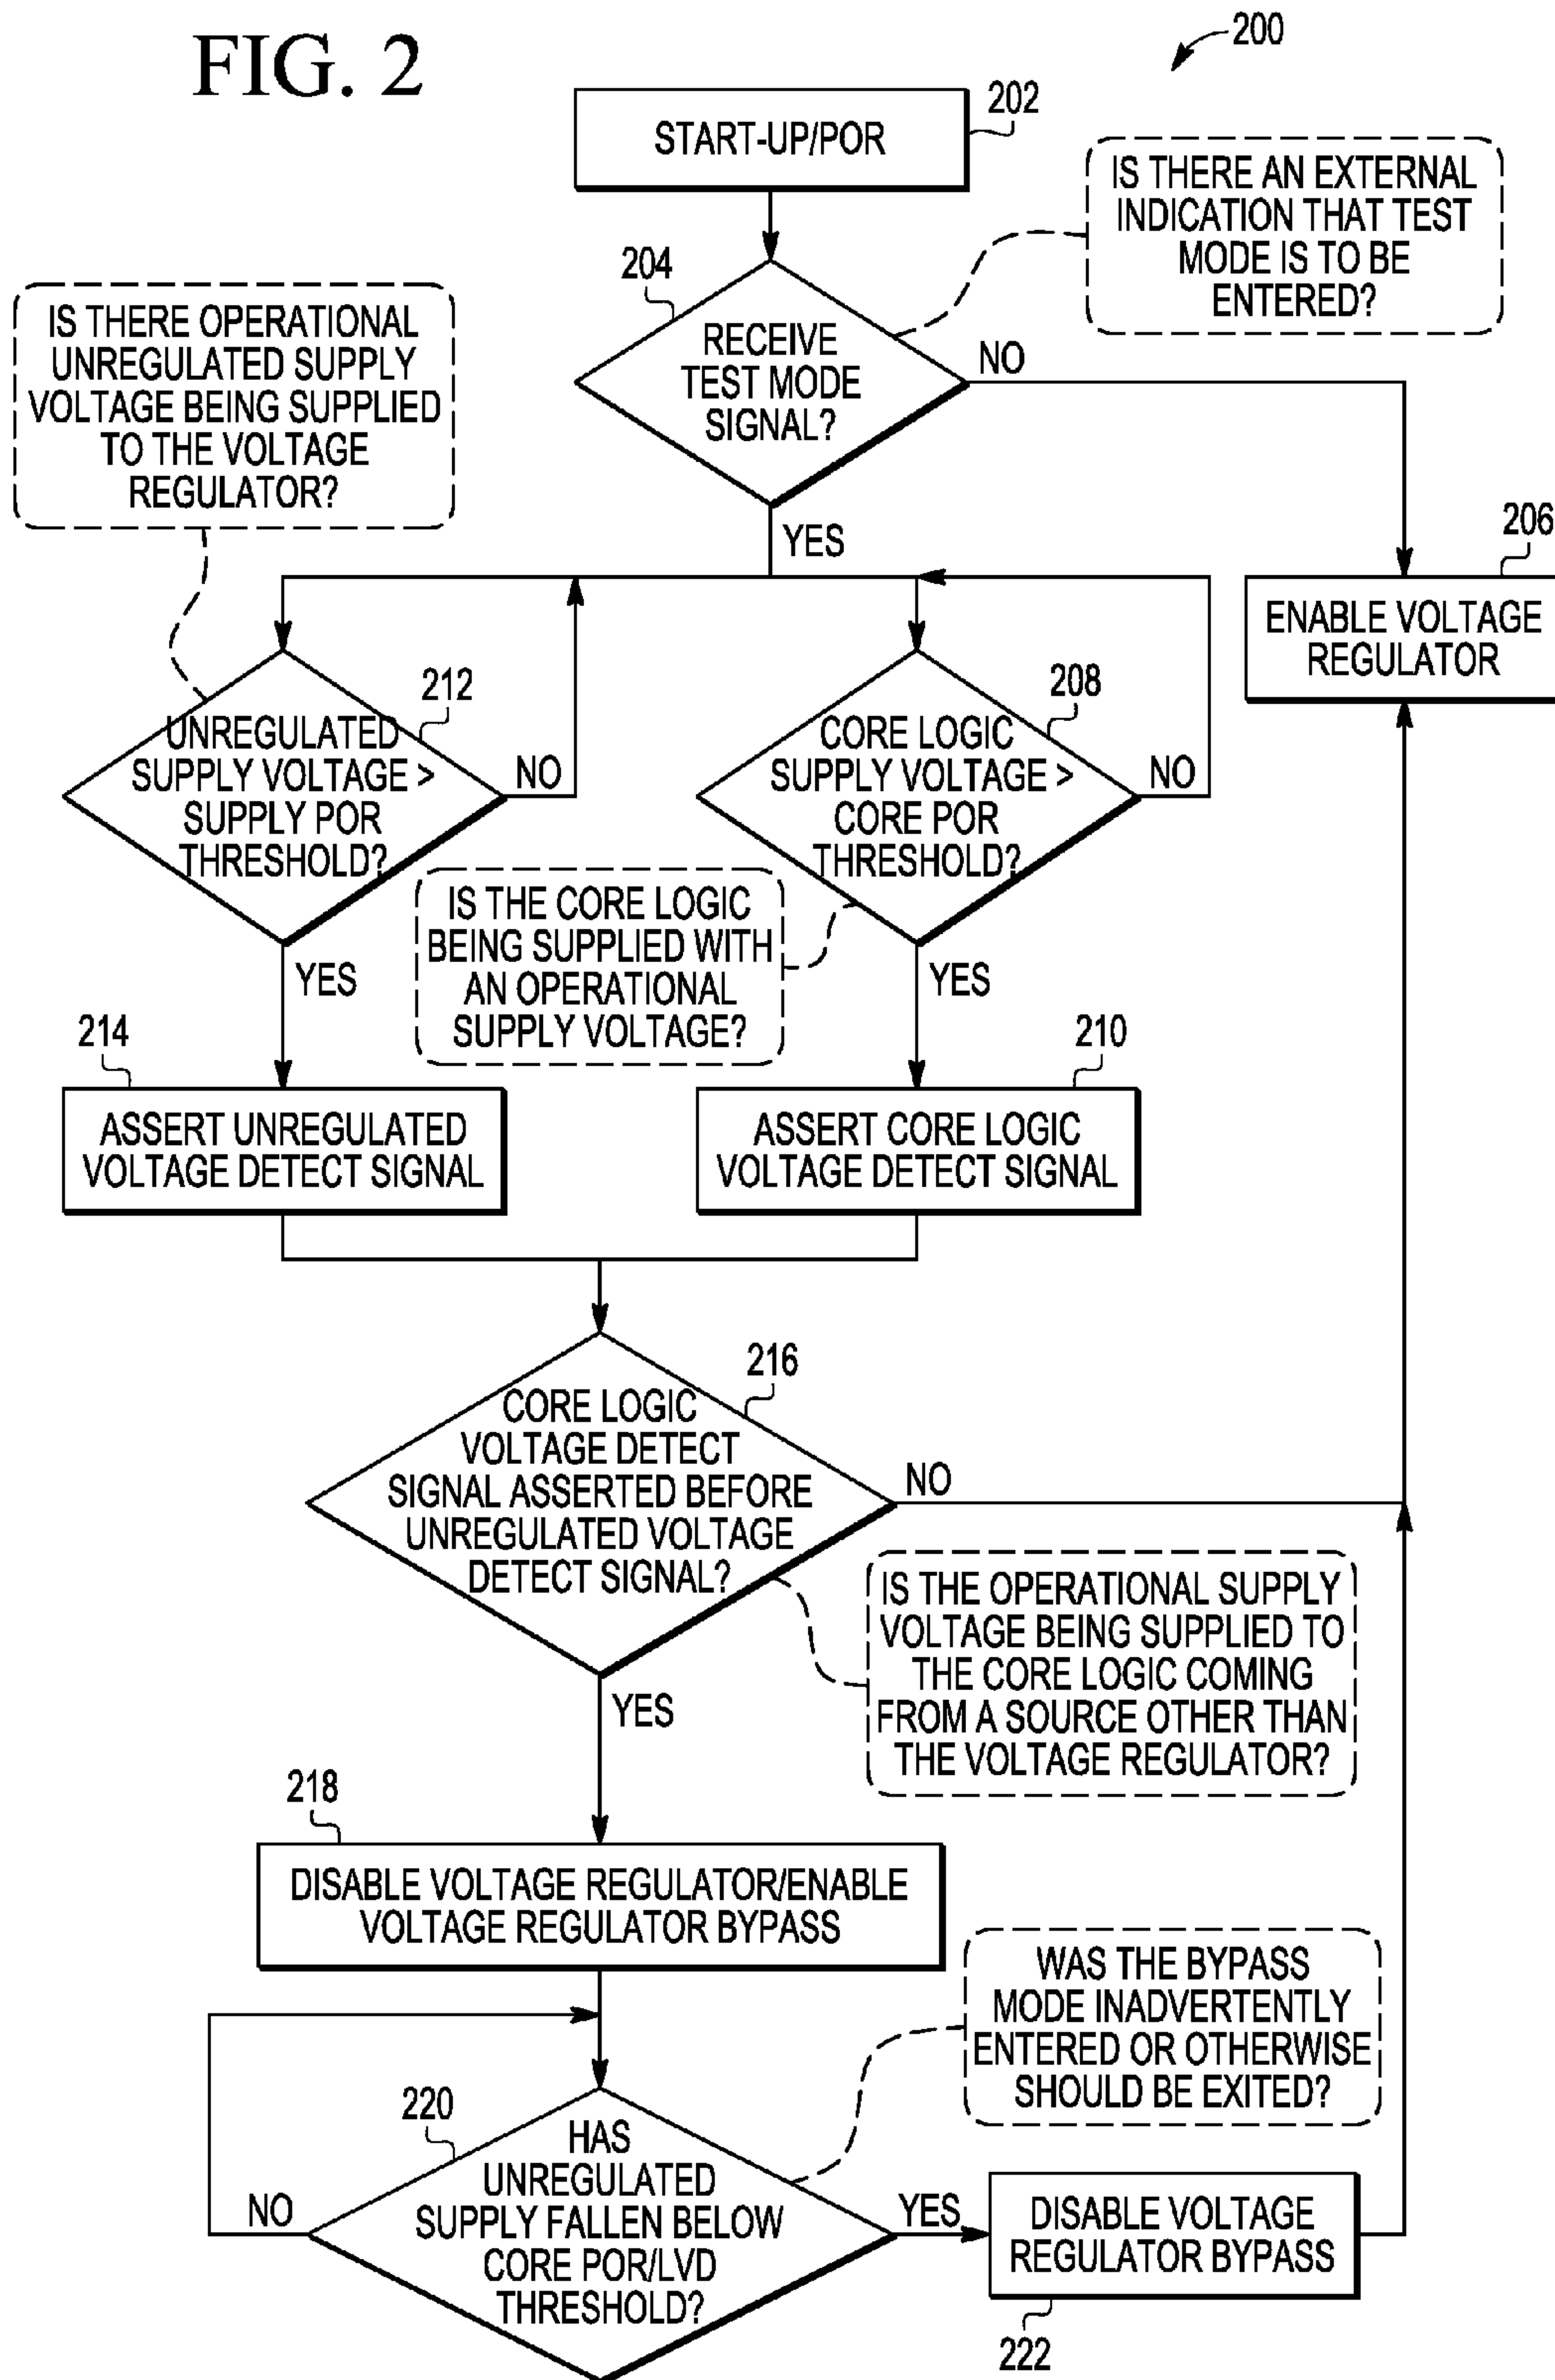 FIG. 2
200
START-UP/POR
202
IS THERE AN EXTERNAL
INDICATION THAT TEST
MODE IS TO BE
ENTERED?
204
RECEIVE
TEST MODE
SIGNAL?
NO
YES
IS THERE OPERATIONAL
UNREGULATED SUPPLY
VOLTAGE BEING SUPPLIED
TO THE VOLTAGE
REGULATOR?
206
ENABLE VOLTAGE
REGULATOR
212
UNREGULATED
SUPPLY VOLTAGE >
SUPPLY POR
THRESHOLD?
NO
YES
208
CORE LOGIC
SUPPLY VOLTAGE >
CORE POR
THRESHOLD?
NO
YES
IS THE CORE LOGIC
BEING SUPPLIED WITH
AN OPERATIONAL
SUPPLY VOLTAGE?
214
ASSERT UNREGULATED
VOLTAGE DETECT SIGNAL
210
ASSERT CORE LOGIC
VOLTAGE DETECT SIGNAL
216
CORE LOGIC
VOLTAGE DETECT
SIGNAL ASSERTED BEFORE
UNREGULATED VOLTAGE
DETECT SIGNAL?
NO
YES
IS THE OPERATIONAL SUPPLY
VOLTAGE BEING SUPPLIED TO
THE CORE LOGIC COMING
FROM A SOURCE OTHER THAN
THE VOLTAGE REGULATOR?
218
DISABLE VOLTAGE REGULATOR/ENABLE
VOLTAGE REGULATOR BYPASS
WAS THE BYPASS
MODE INADVERTENTLY
ENTERED OR OTHERWISE
SHOULD BE EXITED?
220
HAS
UNREGULATED
SUPPLY FALLEN BELOW
CORE POR/LVD
THRESHOLD?
NO
YES
DISABLE VOLTAGE
REGULATOR BYPASS
222